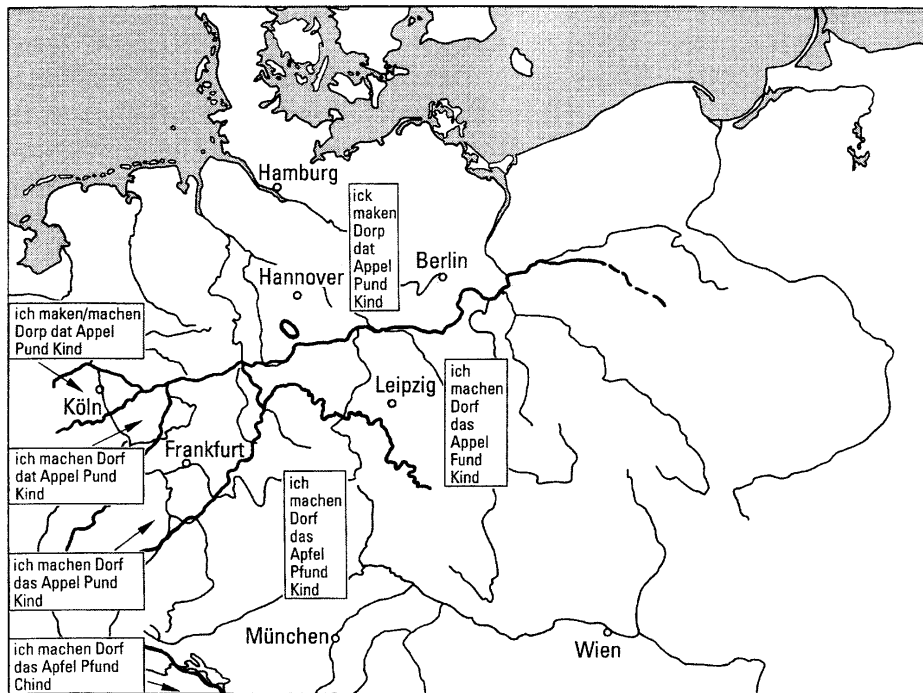 Hamburg
ick
maken
Dorp
dat
Appel
Pund
Kind
Hannover
Berlin
ich maken/machen
Dorp dat Appel
Pund Kind
Köln
Leipzig
ich
machen
Dorf
das
Appel
Fund
Kind
Frankfurt
ich machen Dorf
dat Appel Pund
Kind
ich
machen
Dorf
das
Apfel
Pfund
Kind
ich machen Dorf
das Appel Pund
Kind
München
Wien
ich machen Dorf
das Apfel Pfund
Chind